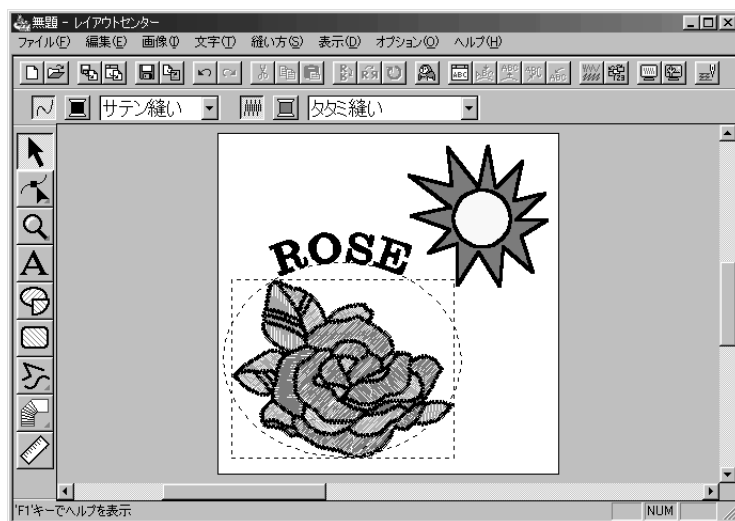 無題 - レイアウトセンター
ファイル(F) 編集(E) 画像(I) 文字(T) 縫い方(S) 表示(D) オプション(O) ヘルプ(H)
サテン縫い タタミ縫い
ROSE
A
'F1'キーでヘルプを表示 NUM